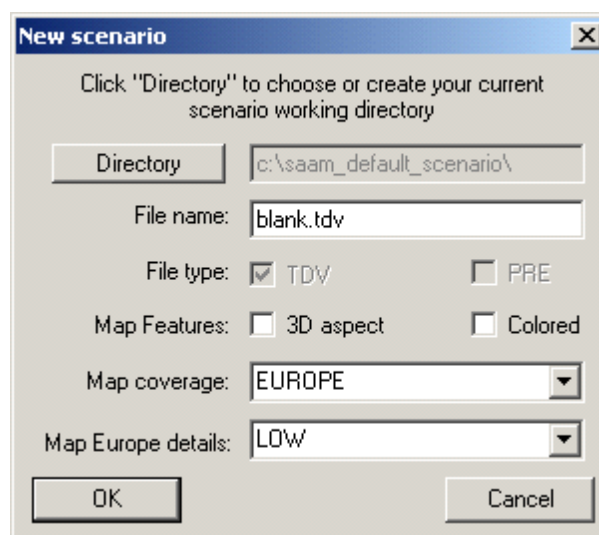 New scenario
Click "Directory" to choose or create your current
scenario working directory
Directory c:\saam_default_scenario\
File name: blank.tdv
File type: TDV PRE
Map Features: 3D aspect Colored
Map coverage: EUROPE
Map Europe details: LOW
OK Cancel